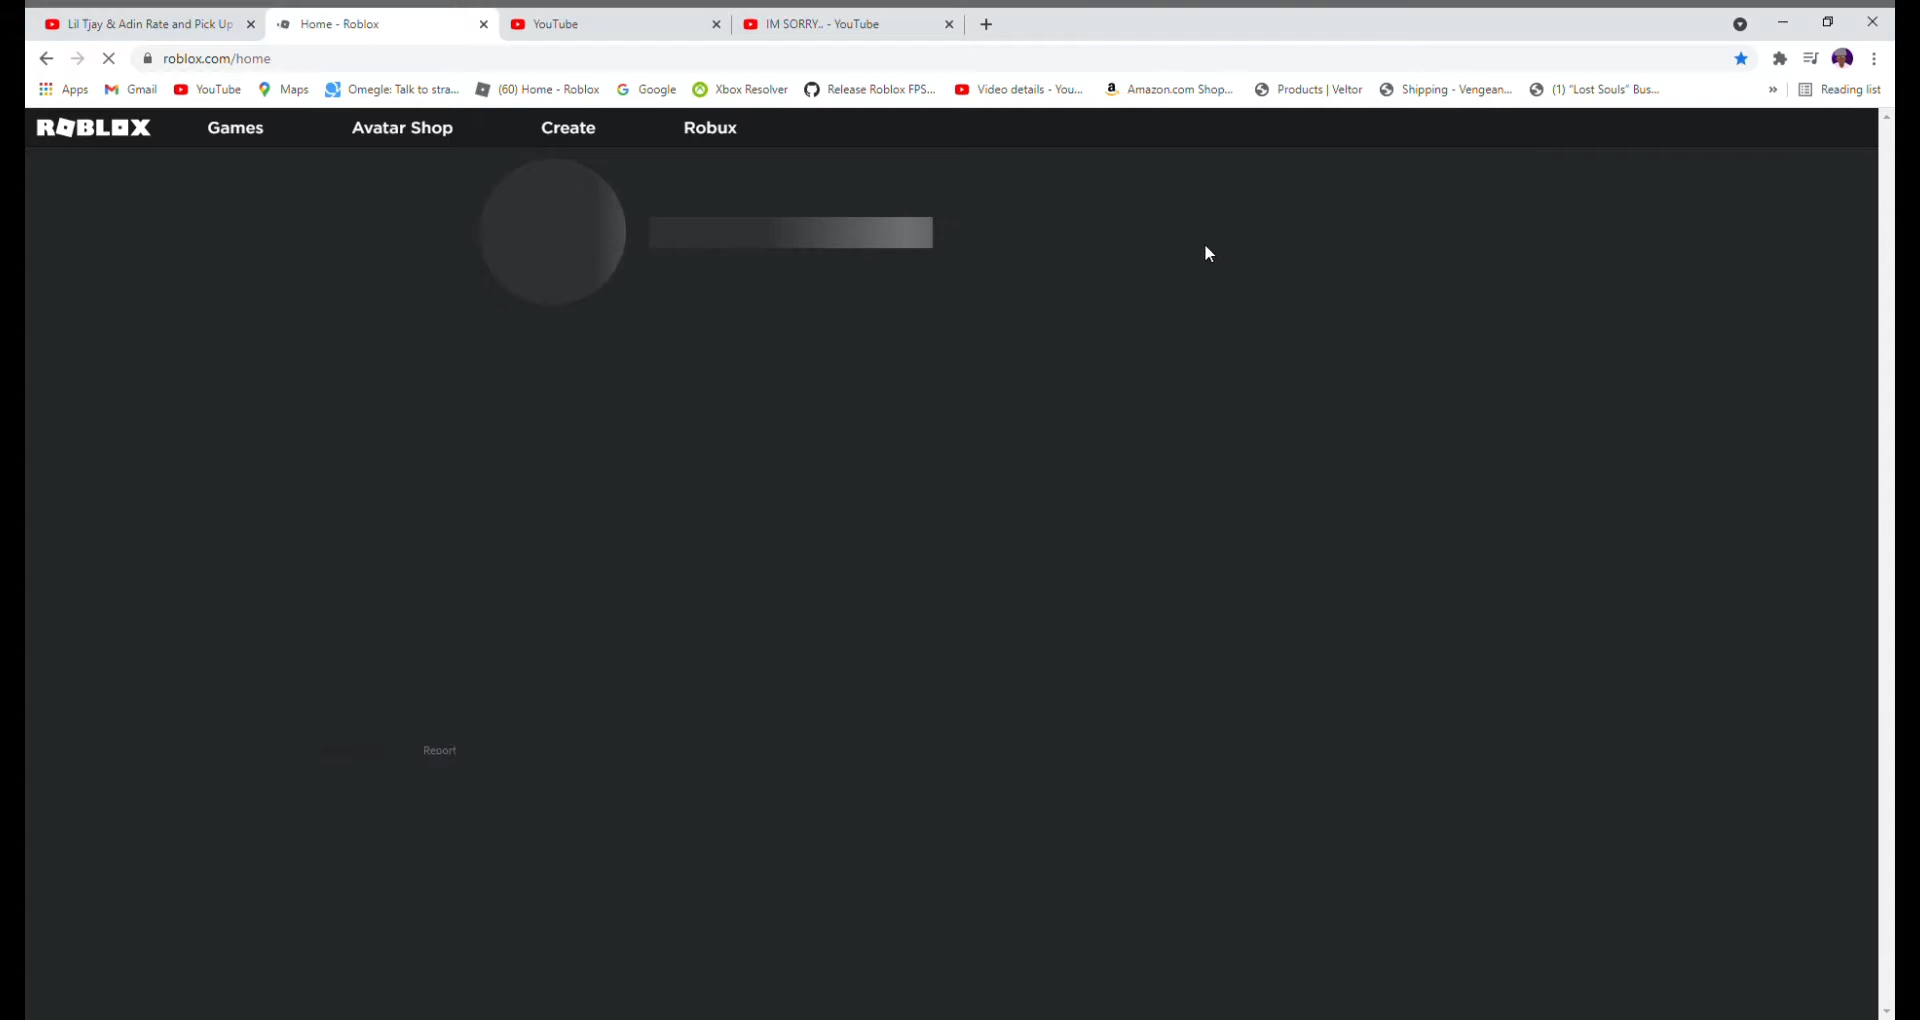 Lil Tjay & Adin Rate and Pick Up Home - Roblox YouTube IM SORRY.. - YouTube
roblox.com/home
Apps Gmail YouTube Maps Omegle: Talk to stra... (60) Home - Roblox Google Xbox Resolver Release Roblox FPS... Video details - You... Amazon.com Shop... Products | Veltor Shipping - Vengean... (1) "Lost Souls" Bus... » Reading list
ROBLOX Games Avatar Shop Create Robux
Report